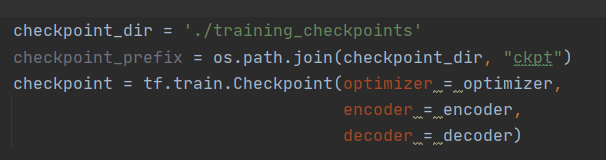 checkpoint_dir = './training_checkpoints'
checkpoint_prefix = os.path.join(checkpoint_dir, "ckpt")
checkpoint = tf.train.Checkpoint(optimizer = optimizer,
encoder = encoder,
decoder = decoder)